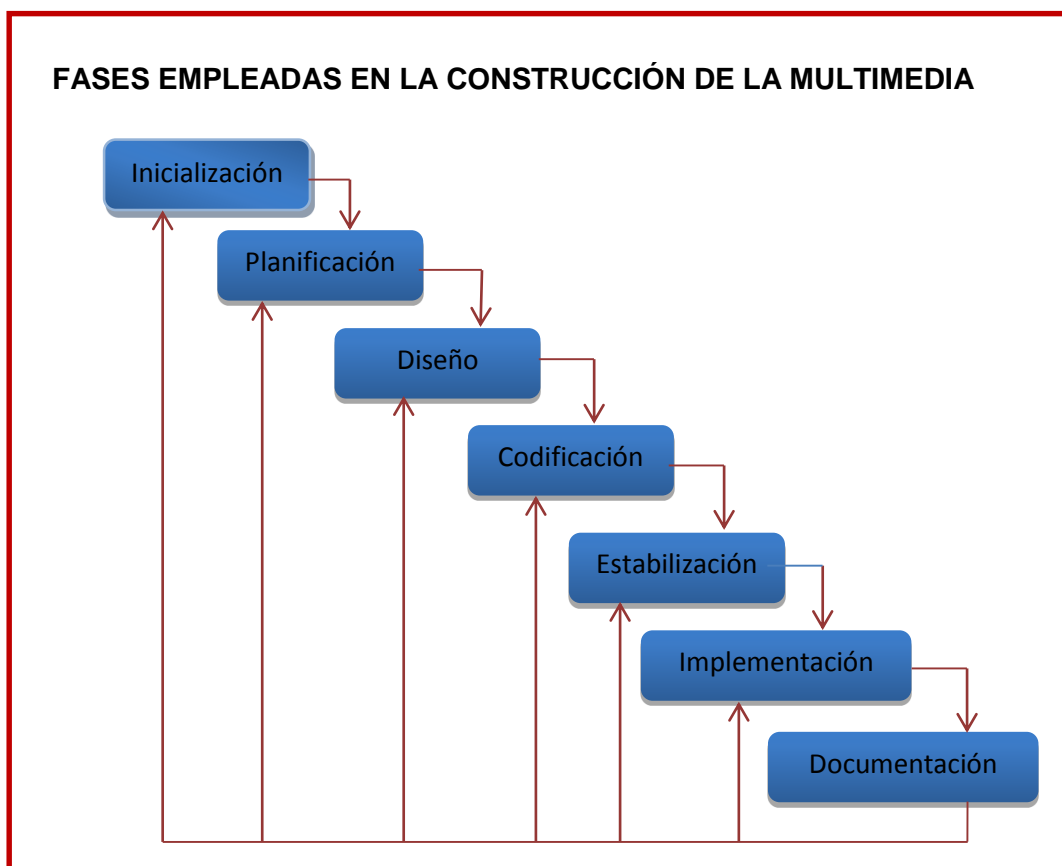 FASES EMPLEADAS EN LA CONSTRUCCIÓN DE LA MULTIMEDIA
Inicialización
Planificación
Diseño
Codificación
Estabilización
Implementación
Documentación